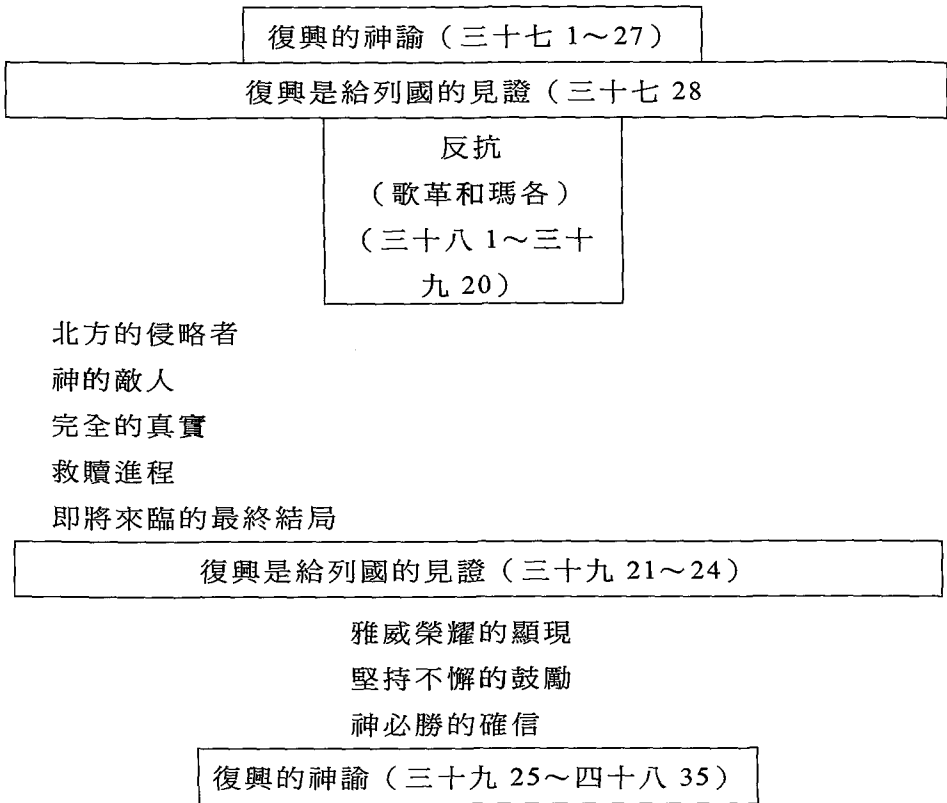 復興的神諭（三十七 1～27）
復興是給列國的見證（三十七 28
反抗
（歌革和瑪各）
（三十八 1～三十
九 20）
北方的侵略者
神的敵人
完全的真實
救贖進程
即將來臨的最終結局
復興是給列國的見證（三十九 21～24）
雅威榮耀的顯現
堅持不懈的鼓勵
神必勝的確信
復興的神諭（三十九 25～四十八 35）